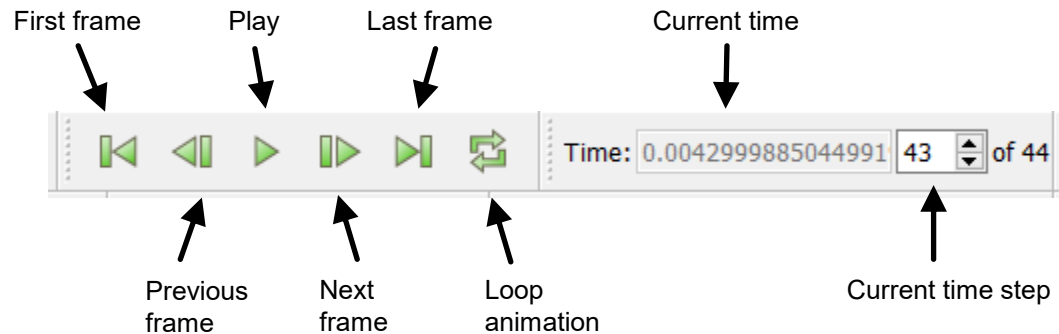 First frame
Play
Last frame
Current time
Time: 0.0042999885044991 43 of 44
Previous
frame
Next
frame
Loop
animation
Current time step